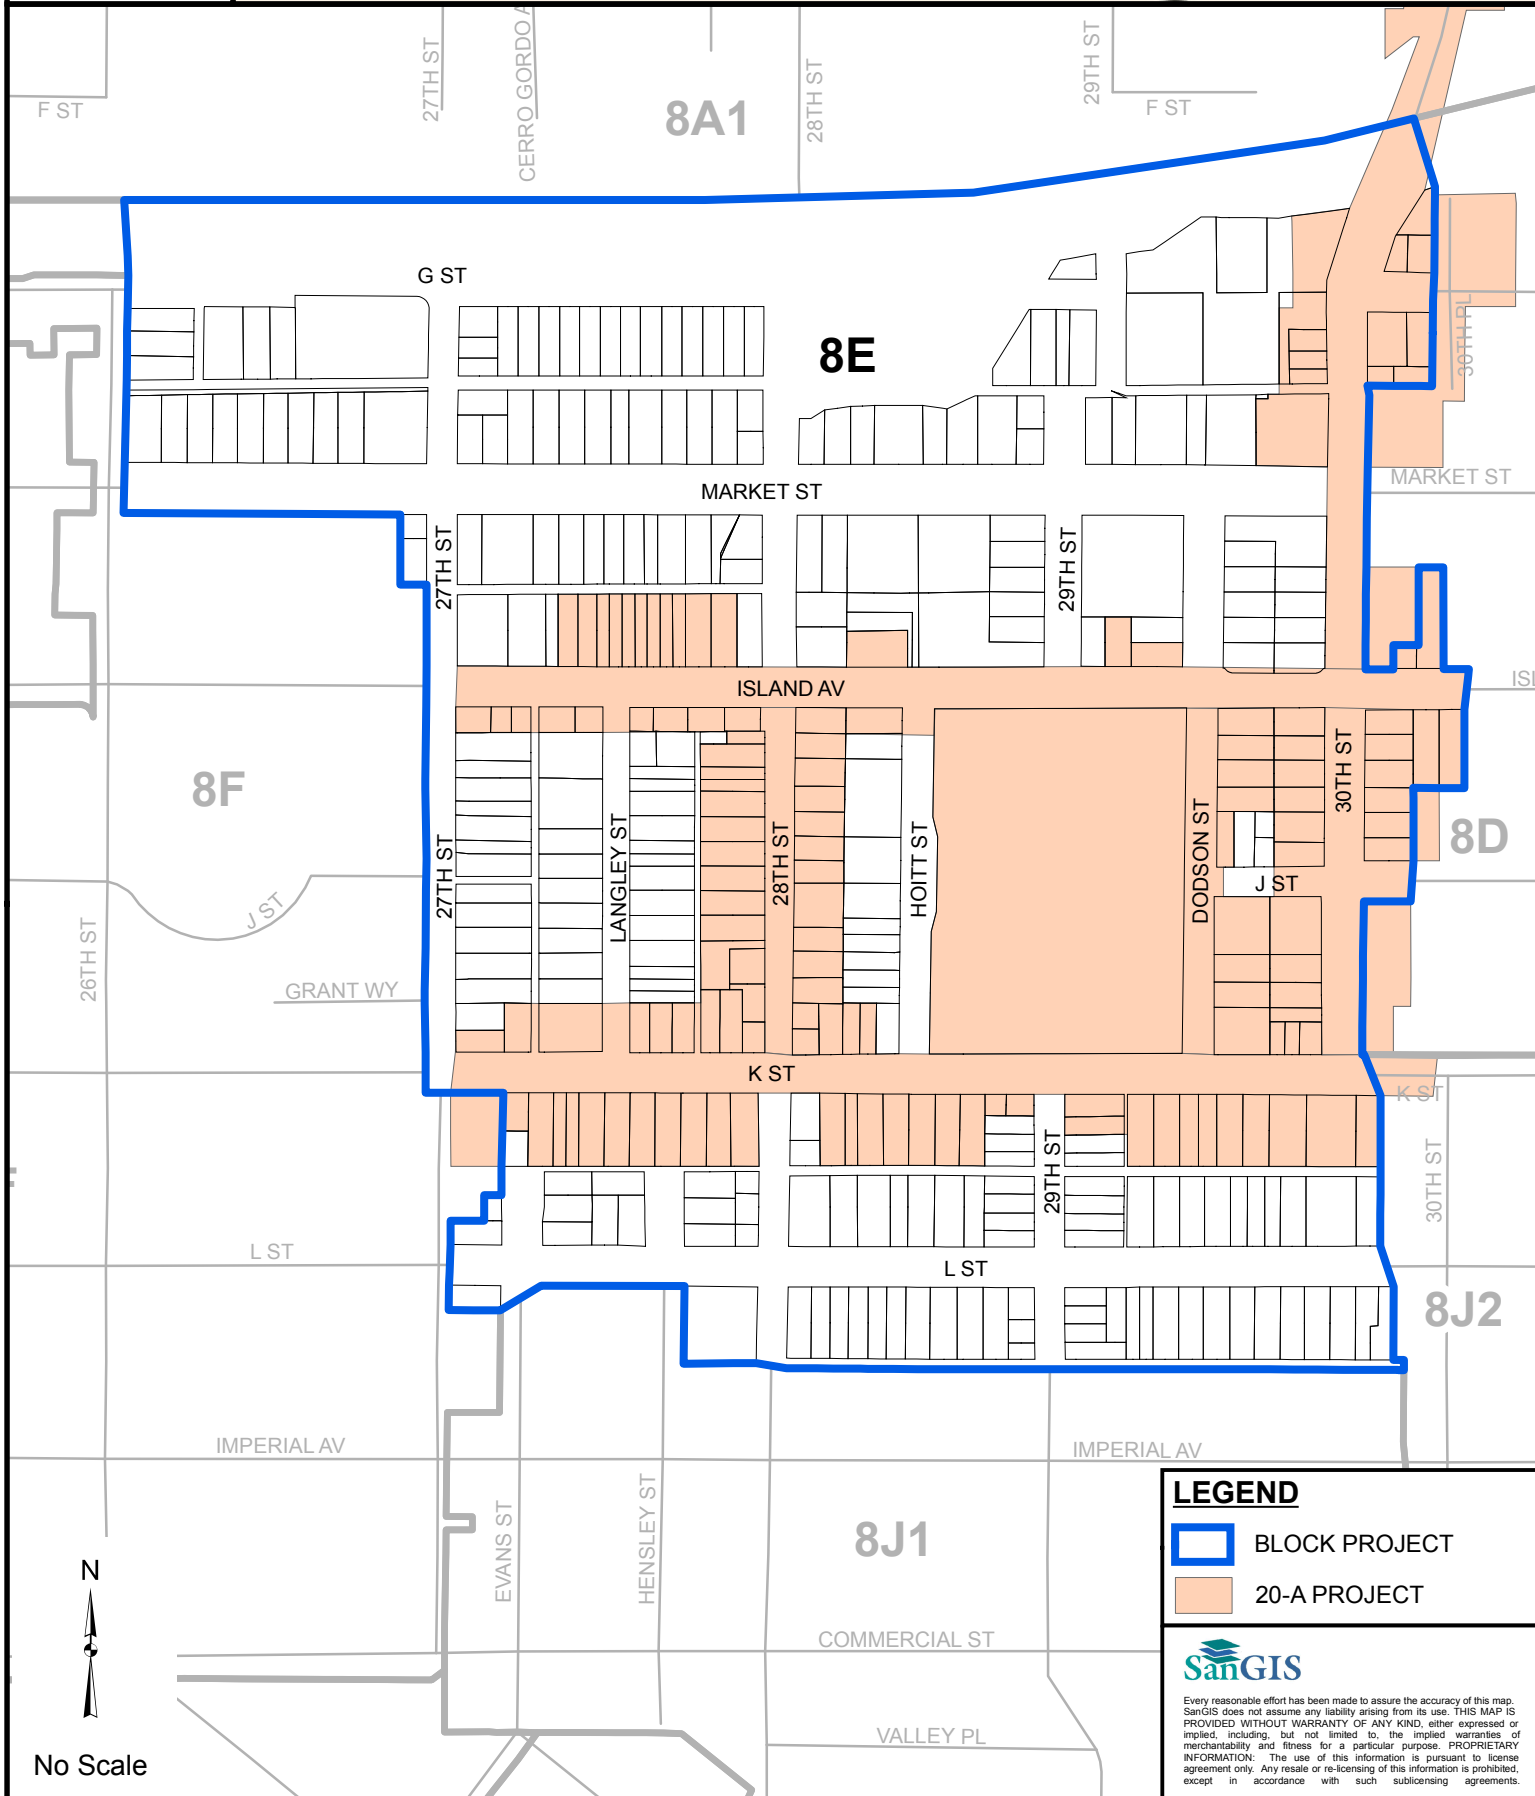 27TH ST
CERRO GORDO A
28TH ST
29TH ST
F ST
8A1
F ST
G ST
8E
30TH PL
MARKET ST
MARKET ST
27TH ST
29TH ST
ISLAND AV
ISL
8F
27TH ST
LANGLEY ST
28TH ST
HOITT ST
DODSON ST
30TH ST
8D
J ST
J ST
26TH ST
GRANT WY
K ST
K ST
29TH ST
30TH ST
L ST
L ST
8J2
IMPERIAL AV
IMPERIAL AV
EVANS ST
HENSLEY ST
8J1
COMMERCIAL ST
VALLEY PL
N
No Scale
LEGEND
BLOCK PROJECT
20-A PROJECT
SanGIS
Every reasonable effort has been made to assure the accuracy of this map.
SanGIS does not assume any liability arising from its use. THIS MAP IS
PROVIDED WITHOUT WARRANTY OF ANY KIND, either expressed or
implied, including, but not limited to, the implied warranties of
merchantability and fitness for a particular purpose. PROPRIETARY
INFORMATION: The use of this information is pursuant to license
agreement only. Any resale or re-licensing of this information is prohibited,
except in accordance with such sublicensing agreements.